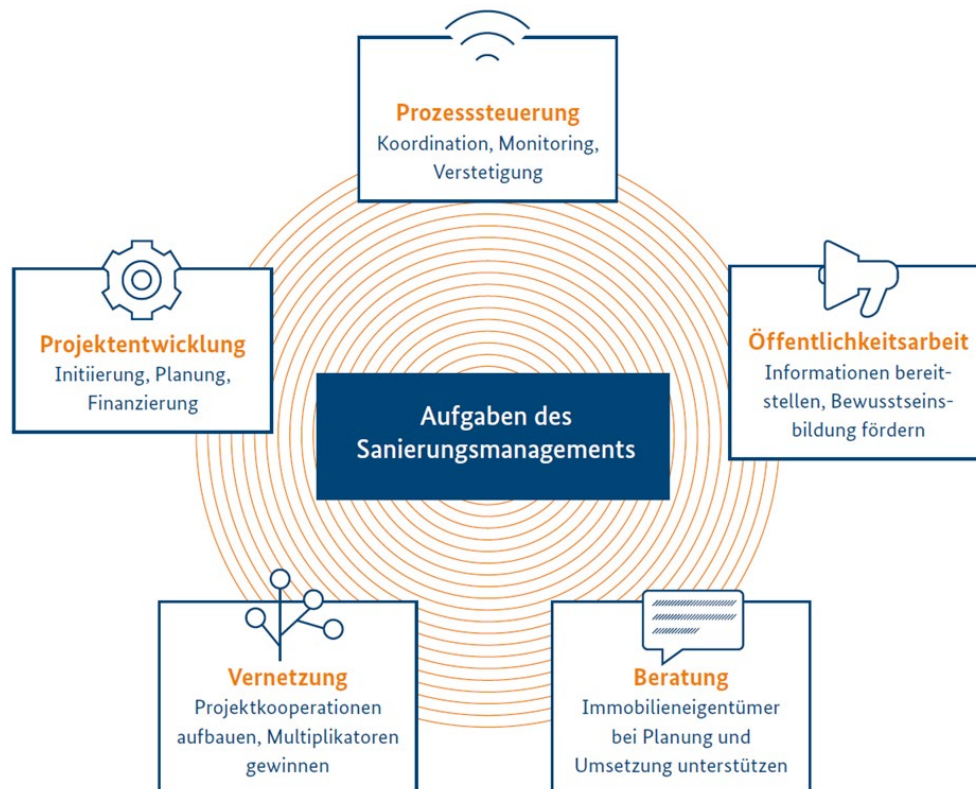 Prozesssteuerung
Koordination, Monitoring,
Verstetigung
Projektentwicklung
Initiierung, Planung,
Finanzierung
Öffentlichkeitsarbeit
Informationen bereit-
stellen, Bewusstseins-
bildung fördern
Aufgaben des
Sanierungsmanagements
Vernetzung
Projektkooperationen
aufbauen, Multiplikatoren
gewinnen
Beratung
Immobilieneigentümer
bei Planung und
Umsetzung unterstützen